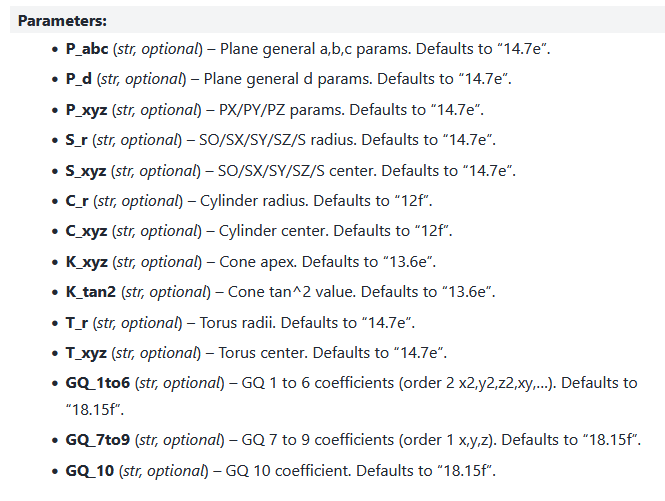 Parameters:
• P_abc (str, optional) – Plane general a,b,c params. Defaults to “14.7e”.
• P_d (str, optional) – Plane general d params. Defaults to “14.7e”.
• P_xyz (str, optional) – PX/PY/PZ params. Defaults to “14.7e”.
• S_r (str, optional) – SO/SX/SY/SZ/S radius. Defaults to “14.7e”.
• S_xyz (str, optional) – SO/SX/SY/SZ/S center. Defaults to “14.7e”.
• C_r (str, optional) – Cylinder radius. Defaults to “12f”.
• C_xyz (str, optional) – Cylinder center. Defaults to “12f”.
• K_xyz (str, optional) – Cone apex. Defaults to “13.6e”.
• K_tan2 (str, optional) – Cone tan^2 value. Defaults to “13.6e”.
• T_r (str, optional) – Torus radii. Defaults to “14.7e”.
• T_xyz (str, optional) – Torus center. Defaults to “14.7e”.
• GQ_1to6 (str, optional) – GQ 1 to 6 coefficients (order 2 x2,y2,z2,xy,…). Defaults to
“18.15f”.
• GQ_7to9 (str, optional) – GQ 7 to 9 coefficients (order 1 x,y,z). Defaults to “18.15f”.
• GQ_10 (str, optional) – GQ 10 coefficient. Defaults to “18.15f”.